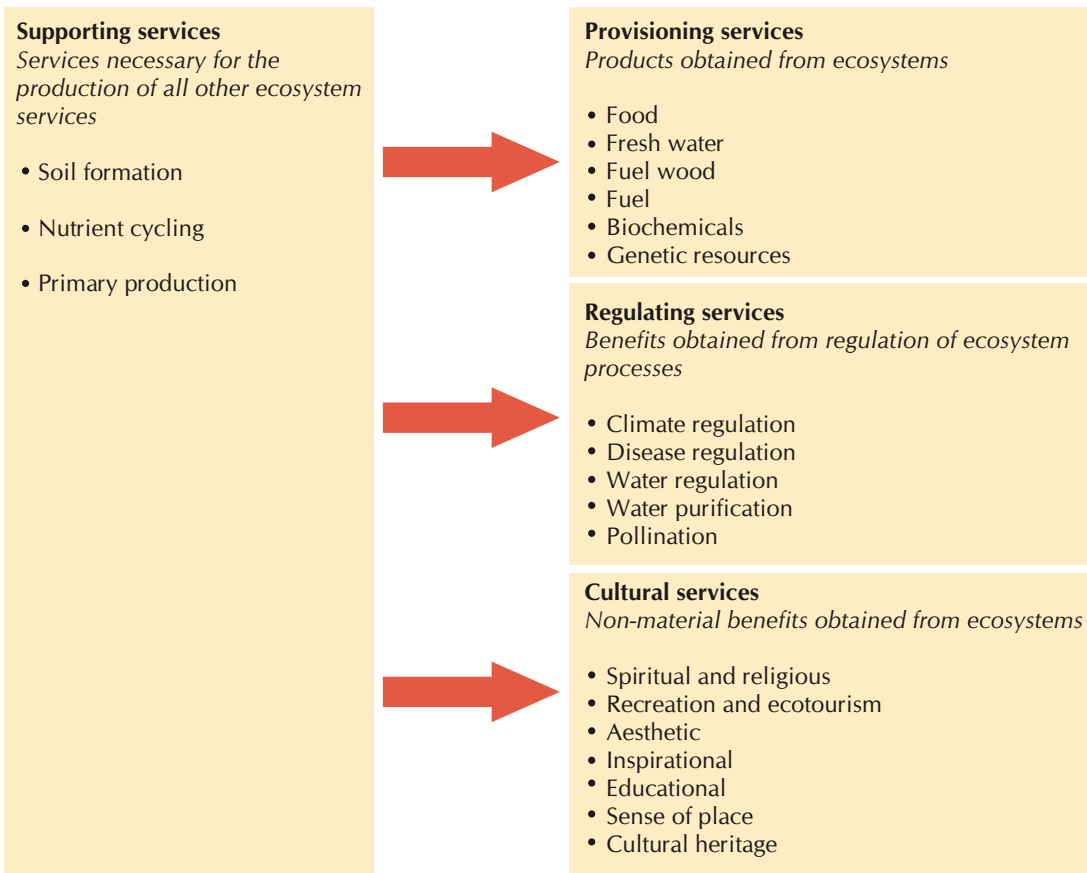 Supporting services
Services necessary for the
production of all other ecosystem
services
• Soil formation
• Nutrient cycling
• Primary production
Provisioning services
Products obtained from ecosystems
• Food
• Fresh water
• Fuel wood
• Fuel
• Biochemicals
• Genetic resources
Regulating services
Benefits obtained from regulation of ecosystem
processes
• Climate regulation
• Disease regulation
• Water regulation
• Water purification
• Pollination
Cultural services
Non-material benefits obtained from ecosystems
• Spiritual and religious
• Recreation and ecotourism
• Aesthetic
• Inspirational
• Educational
• Sense of place
• Cultural heritage